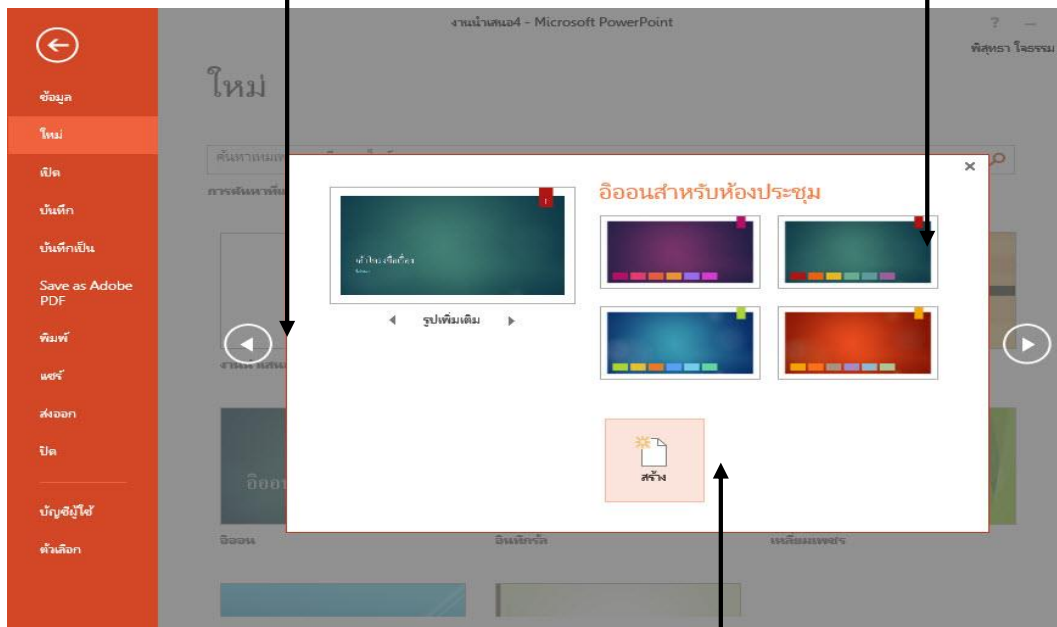 งานนำเสนอ4 - Microsoft PowerPoint
?
พิสุทธา ใจธรรม
ข้อมูล
ใหม่
เปิด
บันทึก
บันทึกเป็น
Save as Adobe
PDF
พิมพ์
แชร์
ส่งออก
ปิด
บัญชีผู้ใช้
ตัวเลือก
ใหม่
อิออนสำหรับห้องประชุม
รูปเพิ่มเติม
สร้าง
อิออน
อินทิกรัล
เหลี่ยมเพชร